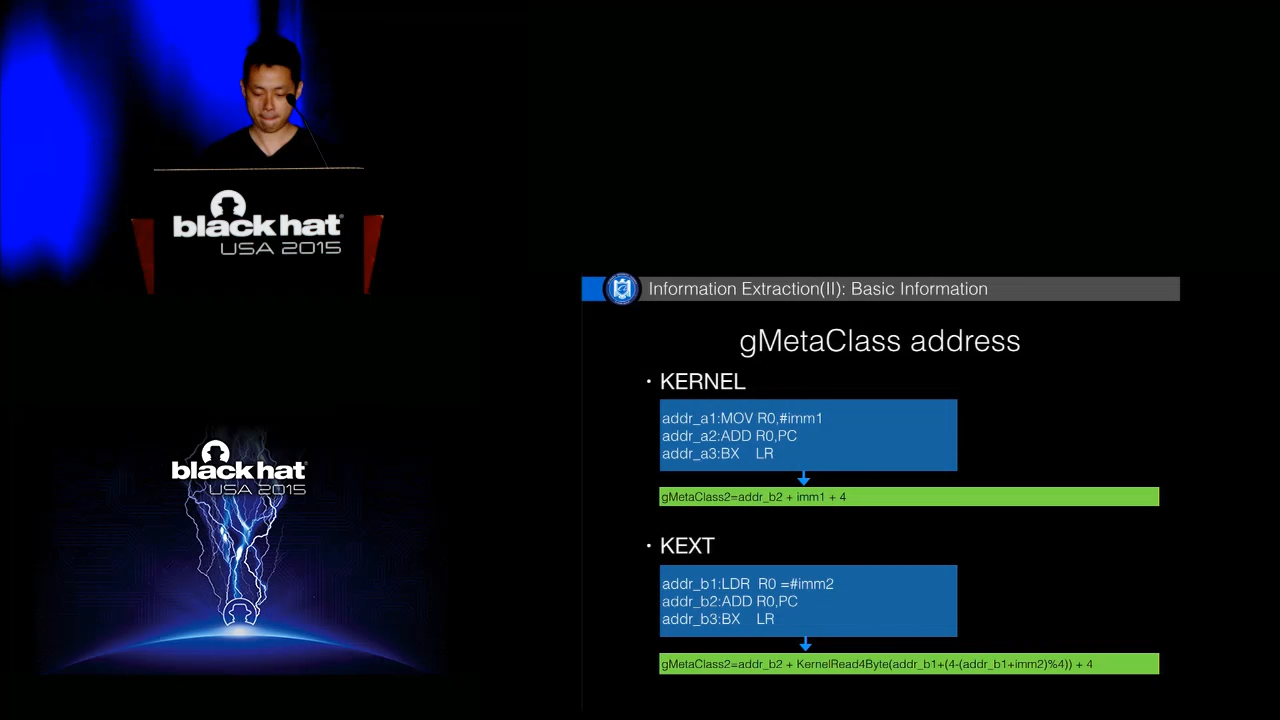 black hat
USA 2015
black hat
USA 2015
Information Extraction(II): Basic Information
gMetaClass address
· KERNEL
addr_a1:MOV R0,#imm1
addr_a2:ADD R0,PC
addr_a3:BX LR
gMetaClass2=addr_b2 + imm1 + 4
· KEXT
addr_b1:LDR R0 =#imm2
addr_b2:ADD R0,PC
addr_b3:BX LR
gMetaClass2=addr_b2 + KernelRead4Byte(addr_b1+(4-(addr_b1+imm2)%4)) + 4